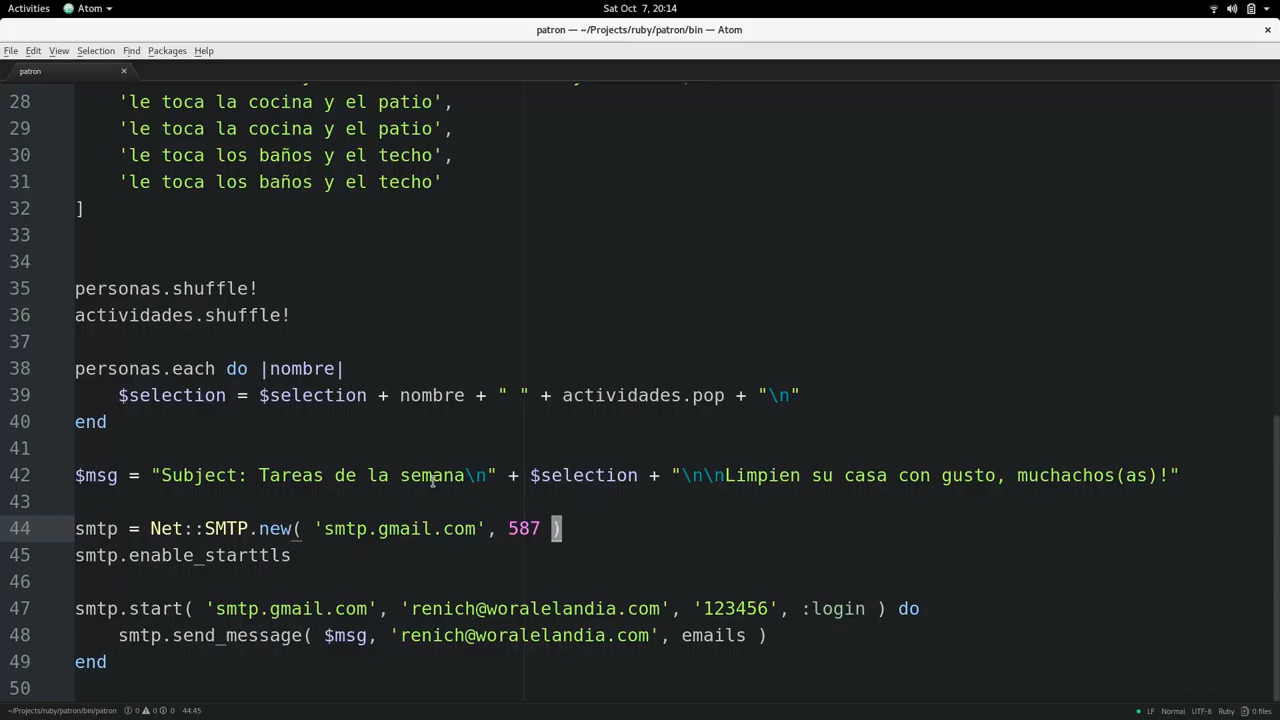 Activities Atom Sat Oct 7, 20:14
patron — ~/Projects/ruby/patron/bin — Atom ×
File Edit View Selection Find Packages Help
patron ×
28 'le toca la cocina y el patio',
29 'le toca la cocina y el patio',
30 'le toca los baños y el techo',
31 'le toca los baños y el techo'
32 ]
33
34
35 personas.shuffle!
36 actividades.shuffle!
37
38 personas.each do |nombre|
39 $selection = $selection + nombre + " " + actividades.pop + "\n"
40 end
41
42 $msg = "Subject: Tareas de la semana\n" + $selection + "\n\nLimpien su casa con gusto, muchachos(as)!"
43
44 smtp = Net::SMTP.new( 'smtp.gmail.com', 587 )
45 smtp.enable_starttls
46
47 smtp.start( 'smtp.gmail.com', 'renich@woralelandia.com', '123456', :login ) do
48 smtp.send_message( $msg, 'renich@woralelandia.com', emails )
49 end
50
~/Projects/ruby/patron/bin/patron 0 0 0 44:45 LF Normal UTF-8 Ruby 0 files